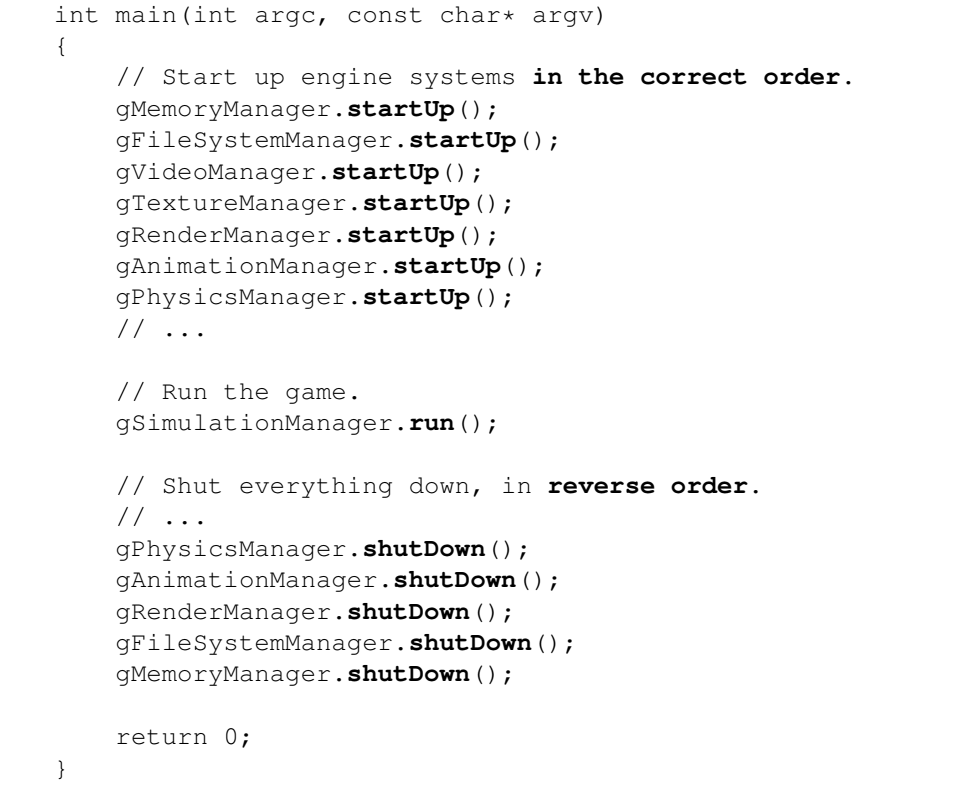 int main(int argc, const char* argv)
{
    // Start up engine systems in the correct order.
    gMemoryManager.startUp();
    gFileSystemManager.startUp();
    gVideoManager.startUp();
    gTextureManager.startUp();
    gRenderManager.startUp();
    gAnimationManager.startUp();
    gPhysicsManager.startUp();
    // ...

    // Run the game.
    gSimulationManager.run();

    // Shut everything down, in reverse order.
    // ...
    gPhysicsManager.shutDown();
    gAnimationManager.shutDown();
    gRenderManager.shutDown();
    gFileSystemManager.shutDown();
    gMemoryManager.shutDown();

    return 0;
}